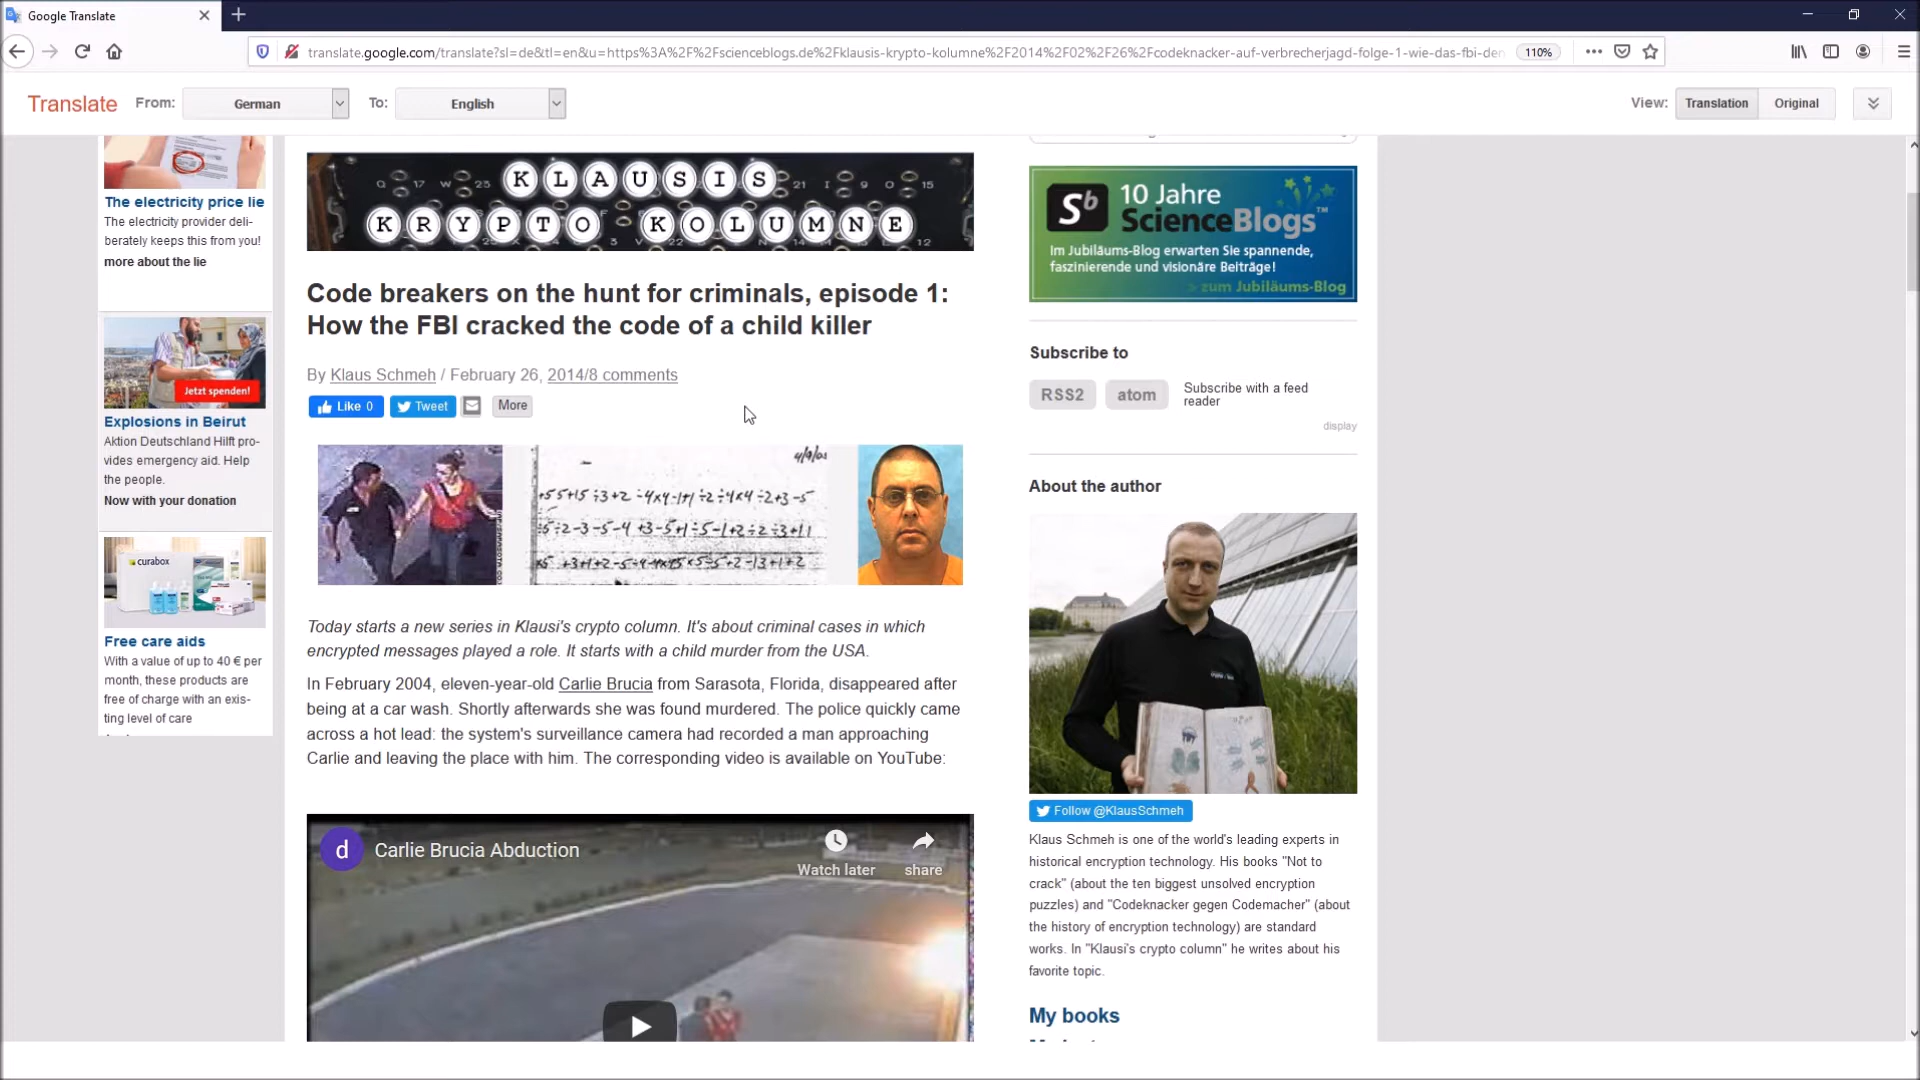 Google Translate
translate.google.com/translate?sl=de&tl=en&u=https%3A%2F%2Fscienceblogs.de%2Fklausis-krypto-kolumne%2F2014%2F02%2F26%2Fcodeknacker-auf-verbrecherjagd-folge-1-wie-das-fbi-den
110%
Translate
From:
German
To:
English
View:
Translation
Original
The electricity price lie
The electricity provider deli-
berately keeps this from you!
more about the lie
Jetzt spenden!
Explosions in Beirut
Aktion Deutschland Hilft pro-
vides emergency aid. Help
the people.
Now with your donation
curabox
Free care aids
With a value of up to 40 € per
month, these products are
free of charge with an exis-
ting level of care
KLAUSIS
KRYPTO KOLUMNE
Code breakers on the hunt for criminals, episode 1:
How the FBI cracked the code of a child killer
By Klaus Schmeh / February 26, 2014/8 comments
Like 0
Tweet
More
Today starts a new series in Klausi's crypto column. It's about criminal cases in which
encrypted messages played a role. It starts with a child murder from the USA.
In February 2004, eleven-year-old Carlie Brucia from Sarasota, Florida, disappeared after
being at a car wash. Shortly afterwards she was found murdered. The police quickly came
across a hot lead: the system's surveillance camera had recorded a man approaching
Carlie and leaving the place with him. The corresponding video is available on YouTube:
d
Carlie Brucia Abduction
Watch later
share
Sb
10 Jahre
ScienceBlogs™
Im Jubiläums-Blog erwarten Sie spannende,
faszinierende und visionäre Beiträge!
> zum Jubiläums-Blog
Subscribe to
RSS2
atom
Subscribe with a feed
reader
display
About the author
Follow @KlausSchmeh
Klaus Schmeh is one of the world's leading experts in
historical encryption technology. His books "Not to
crack" (about the ten biggest unsolved encryption
puzzles) and "Codeknacker gegen Codemacher" (about
the history of encryption technology) are standard
works. In "Klausi's crypto column" he writes about his
favorite topic.
My books